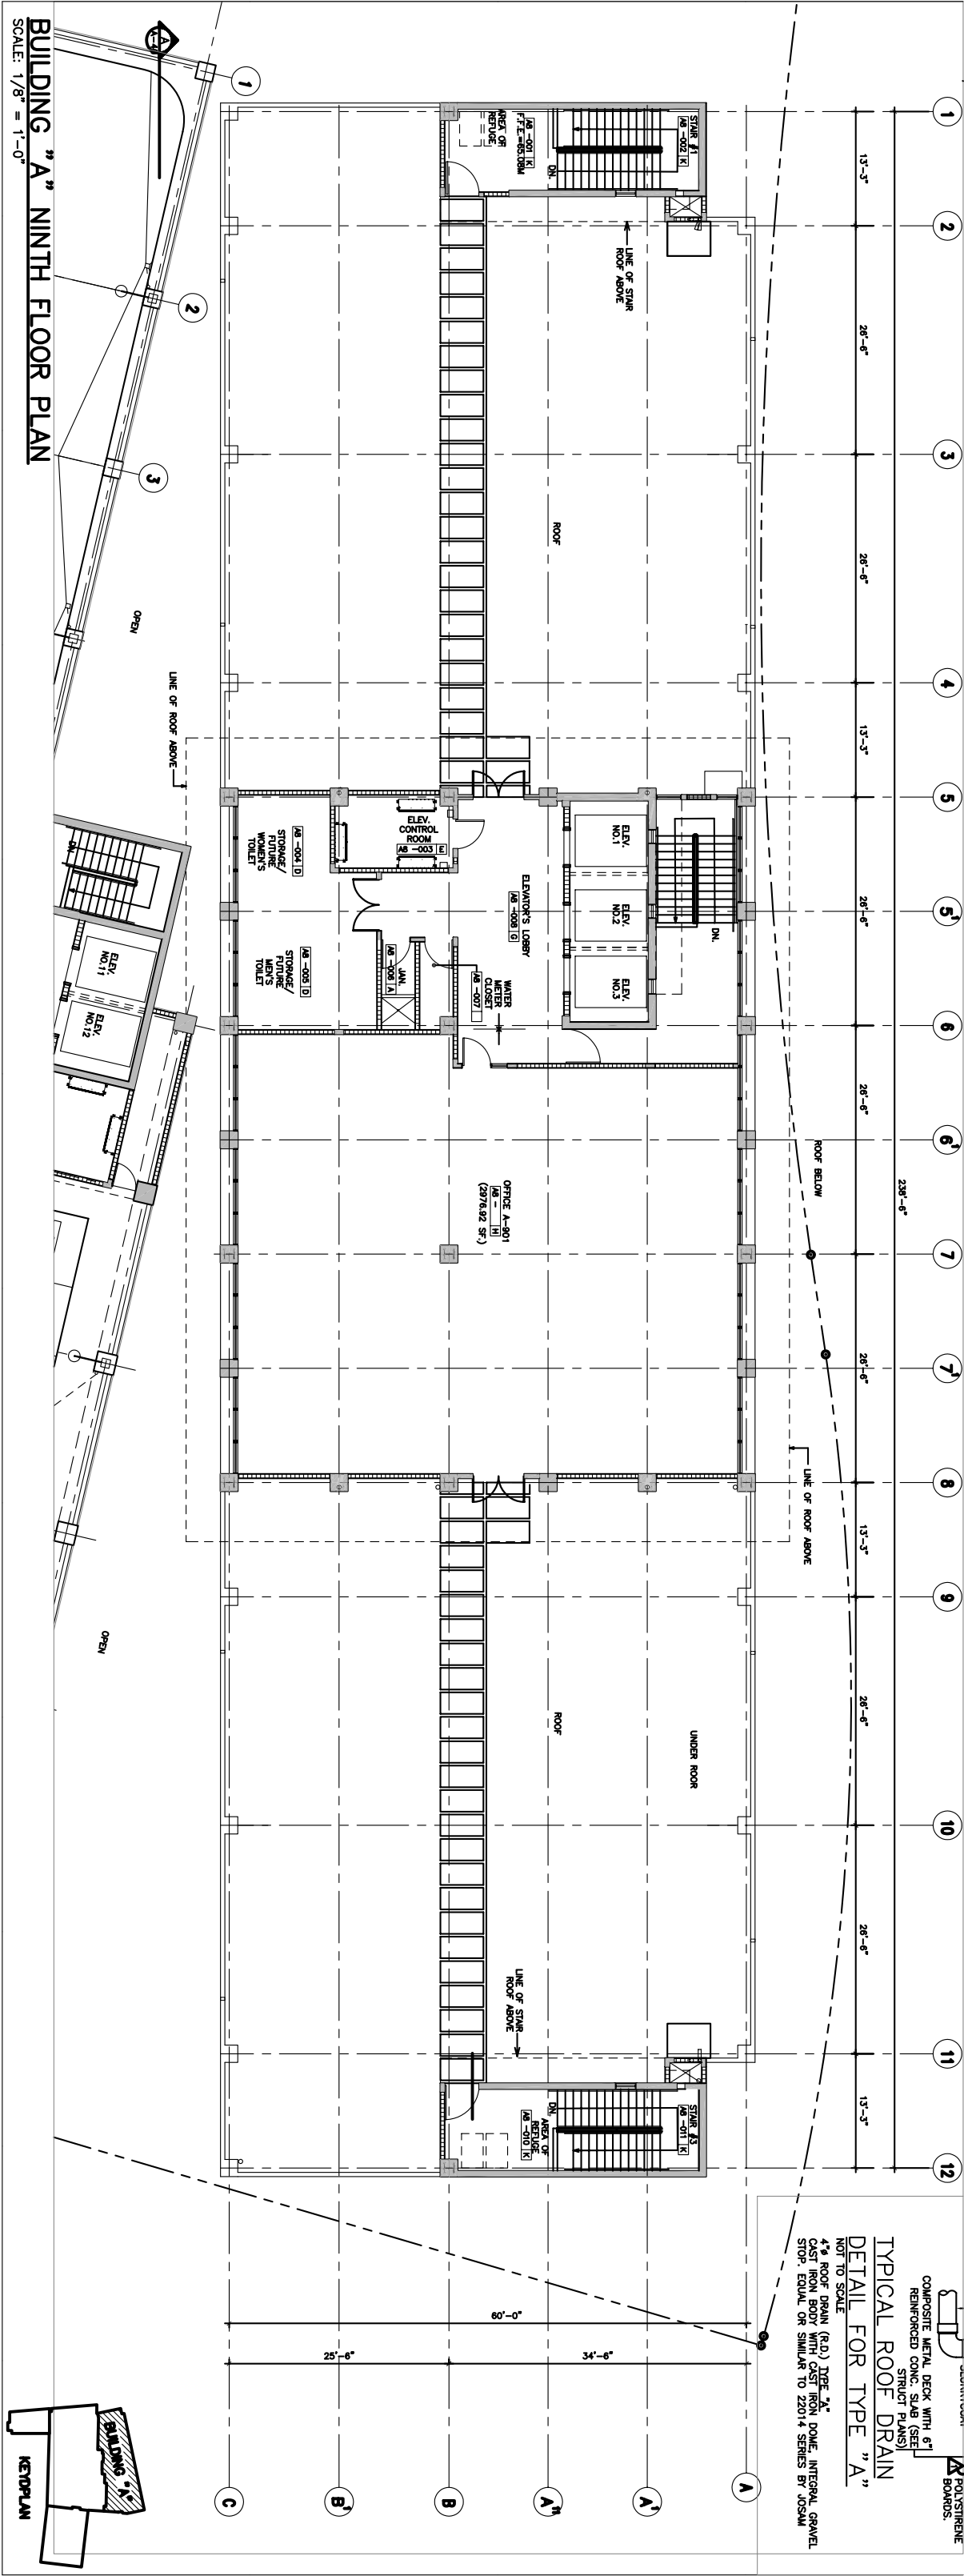 1
2
3
4
5
5'
6
6'
7
7'
8
9
10
11
12
13'-3"
26'-6"
26'-6"
13'-3"
26'-6"
26'-6"
26'-6"
13'-3"
26'-6"
26'-6"
13'-3"
238'-6"
ROOF BELOW
LINE OF ROOF ABOVE
STAIR #1
A8 -002 K
DN.
A8 -001 K
F.F.E.=65.08M
AREA OF
REFUGE
LINE OF STAIR
ROOF ABOVE
ROOF
DN.
ELEV.
NO.1
ELEV.
NO.2
ELEV.
NO.3
ELEVATOR'S LOBBY
A8 -008 G
WATER
METER
CLOSET
A8 -007
ELEV.
CONTROL
ROOM
A8 -003 E
JAN.
A8 -006 A
A8 -004 D
STORAGE/
FUTURE
WOMEN'S
TOILET
A8 -005 D
STORAGE/
FUTURE
MEN'S
TOILET
OFFICE A-901
A8 - H
(2976.92 SF.)
UNDER ROOR
ROOF
LINE OF STAIR
ROOF ABOVE
STAIR #3
A8 -011 K
DN.
AREA OF
REFUGE
A8 -010 K
60'-0"
34'-6"
25'-6"
A
A'
A"
B
B'
C
LINE OF ROOF ABOVE
OPEN
OPEN
1
2
3
DN.
ELEV.
NO.11
ELEV.
NO.12
A
POLYSTIRENE
BOARDS.
COMPOSITE METAL DECK WITH 6"
REINFORCED CONC. SLAB (SEE
STRUCT PLANS)
TYPICAL ROOF DRAIN
DETAIL FOR TYPE "A"
NOT TO SCALE
4"ø ROOF DRAIN (R.D.) TYPE "A"
CAST IRON BODY WITH CAST IRON DOME, INTEGRAL GRAVEL
STOP. EQUAL OR SIMILAR TO 22014 SERIES BY JOSAM
BUILDING "A"
KEYDPLAN
BUILDING "A" NINTH FLOOR PLAN
SCALE: 1/8" = 1'-0"